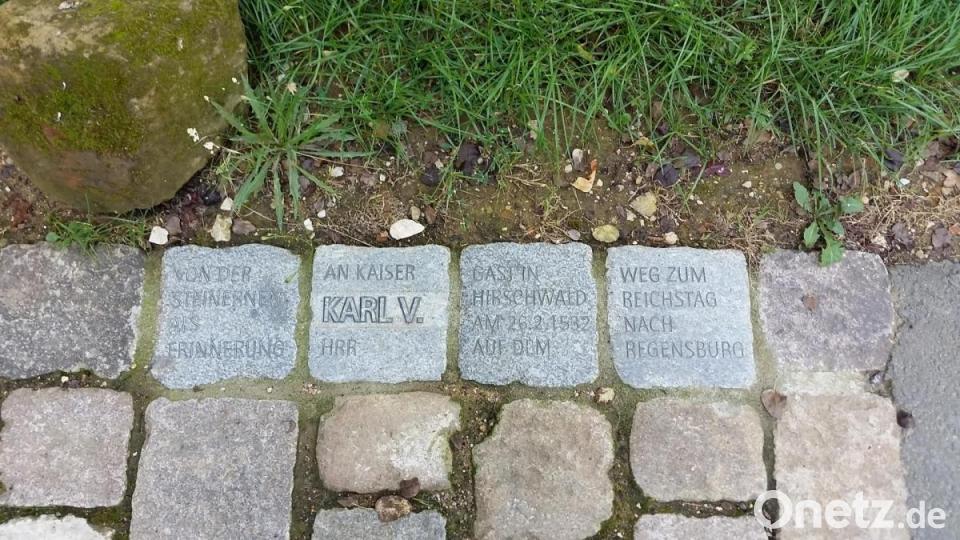 VON DER
STEINERNEN
ALS
ERINNERUNG
AN KAISER
KARL V.
HRR
GAST IN
HIRSCHWALD
AM 26.2.1532
AUF DEM
WEG ZUM
REICHSTAG
NACH
REGENSBURG
Onetz.de